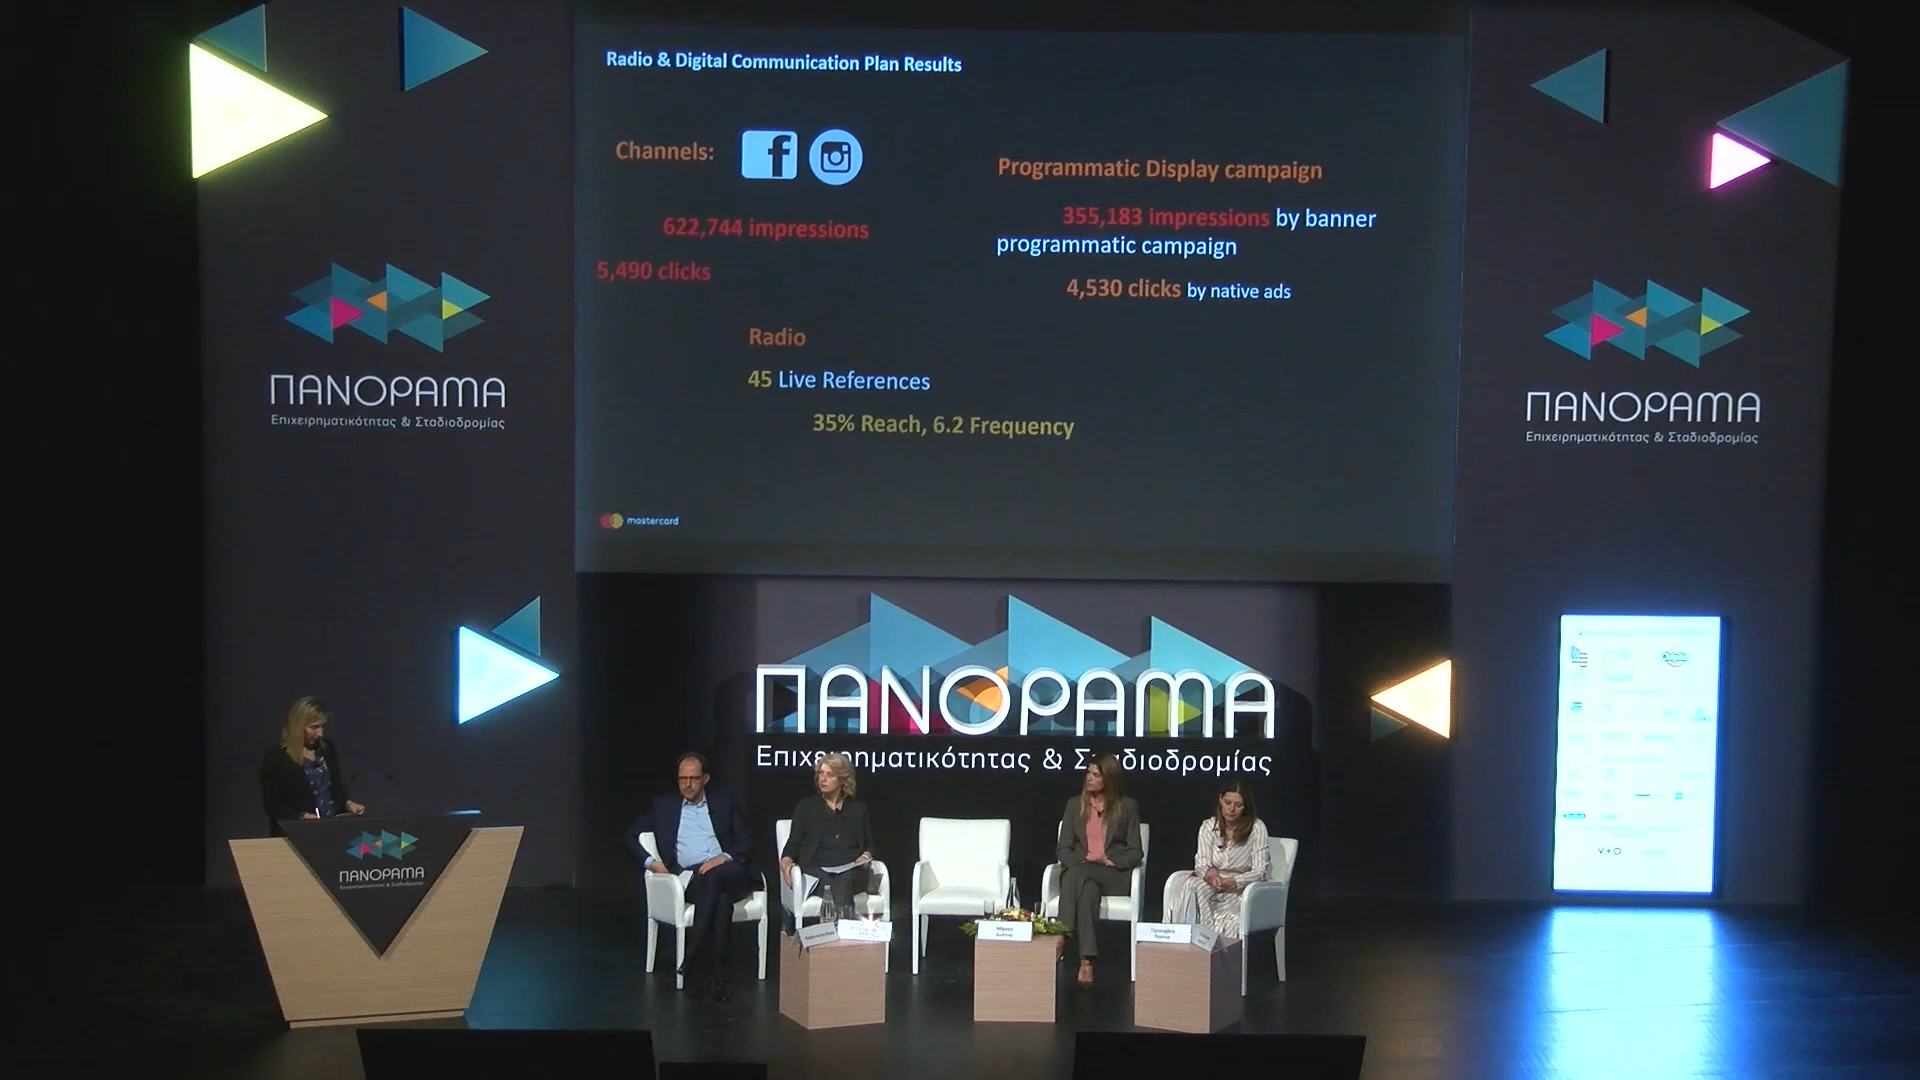 Radio & Digital Communication Plan Results
Channels:
622,744 impressions
5,490 clicks
Programmatic Display campaign
355,183 impressions by banner
programmatic campaign
4,530 clicks by native ads
Radio
45 Live References
35% Reach, 6.2 Frequency
mastercard
ΠΑΝΟΡΑΜΑ
Επιχειρηματικότητας & Σταδιοδρομίας
ΠΑΝΟΡΑΜΑ
Επιχειρηματικότητας & Σταδιοδρομίας
ΠΑΝΟΡΑΜΑ
Επιχειρηματικότητας & Σταδιοδρομίας
ΠΑΝΟΡΑΜΑ
Επιχειρηματικότητας & Σταδιοδρομίας